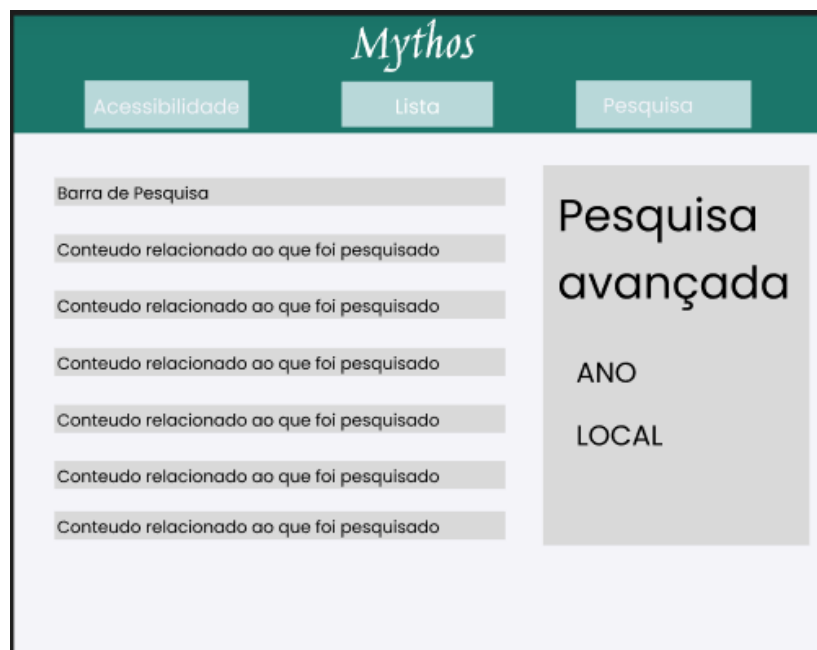 Mythos
Acessibilidade
Lista
Pesquisa
Barra de Pesquisa
Conteudo relacionado ao que foi pesquisado
Conteudo relacionado ao que foi pesquisado
Conteudo relacionado ao que foi pesquisado
Conteudo relacionado ao que foi pesquisado
Conteudo relacionado ao que foi pesquisado
Conteudo relacionado ao que foi pesquisado
Pesquisa
avançada
ANO
LOCAL